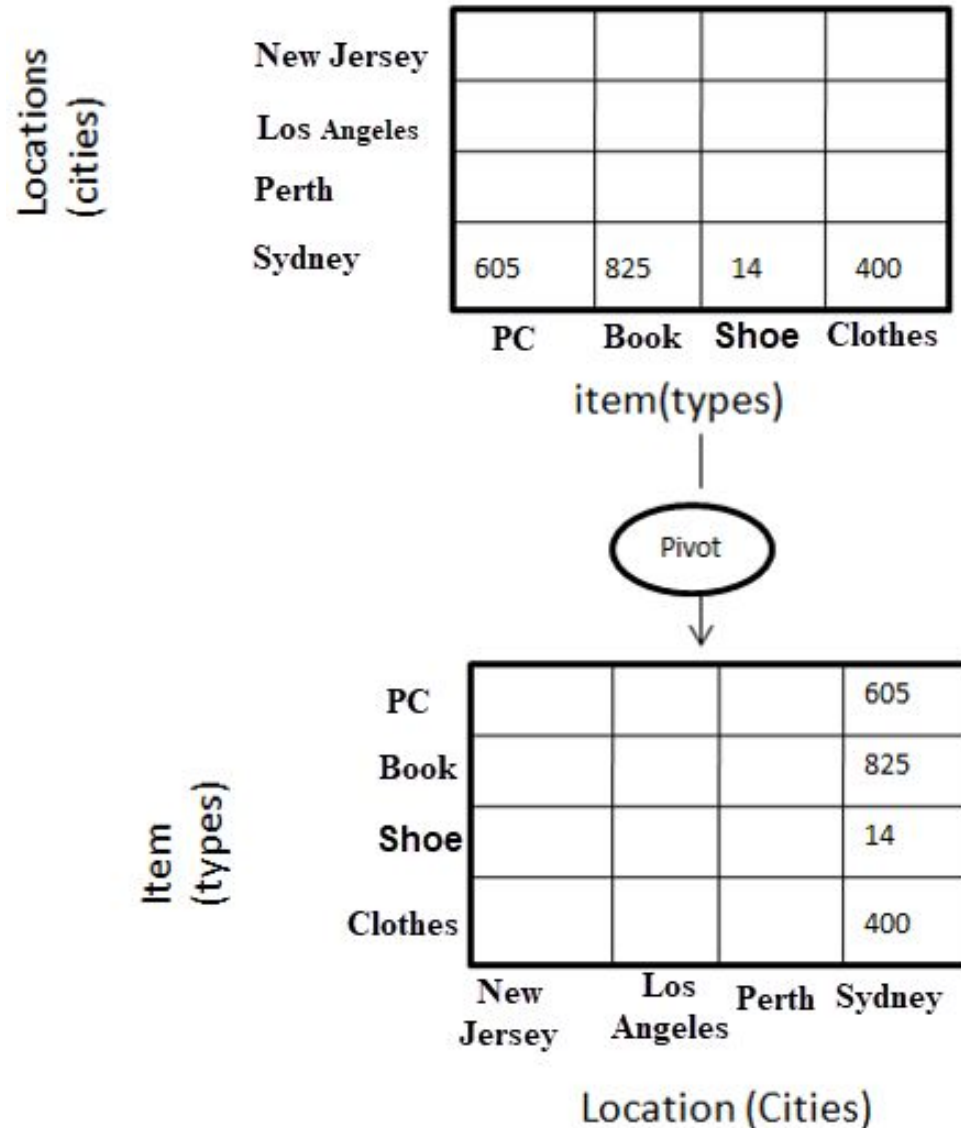 Locations
(cities)
New Jersey
Los Angeles
Perth
Sydney
605 825 14 400
PC Book Shoe Clothes
item(types)
Pivot
Item
(types)
PC 605
Book 825
Shoe 14
Clothes 400
New
Jersey
Los
Angeles
Perth
Sydney
Location (Cities)